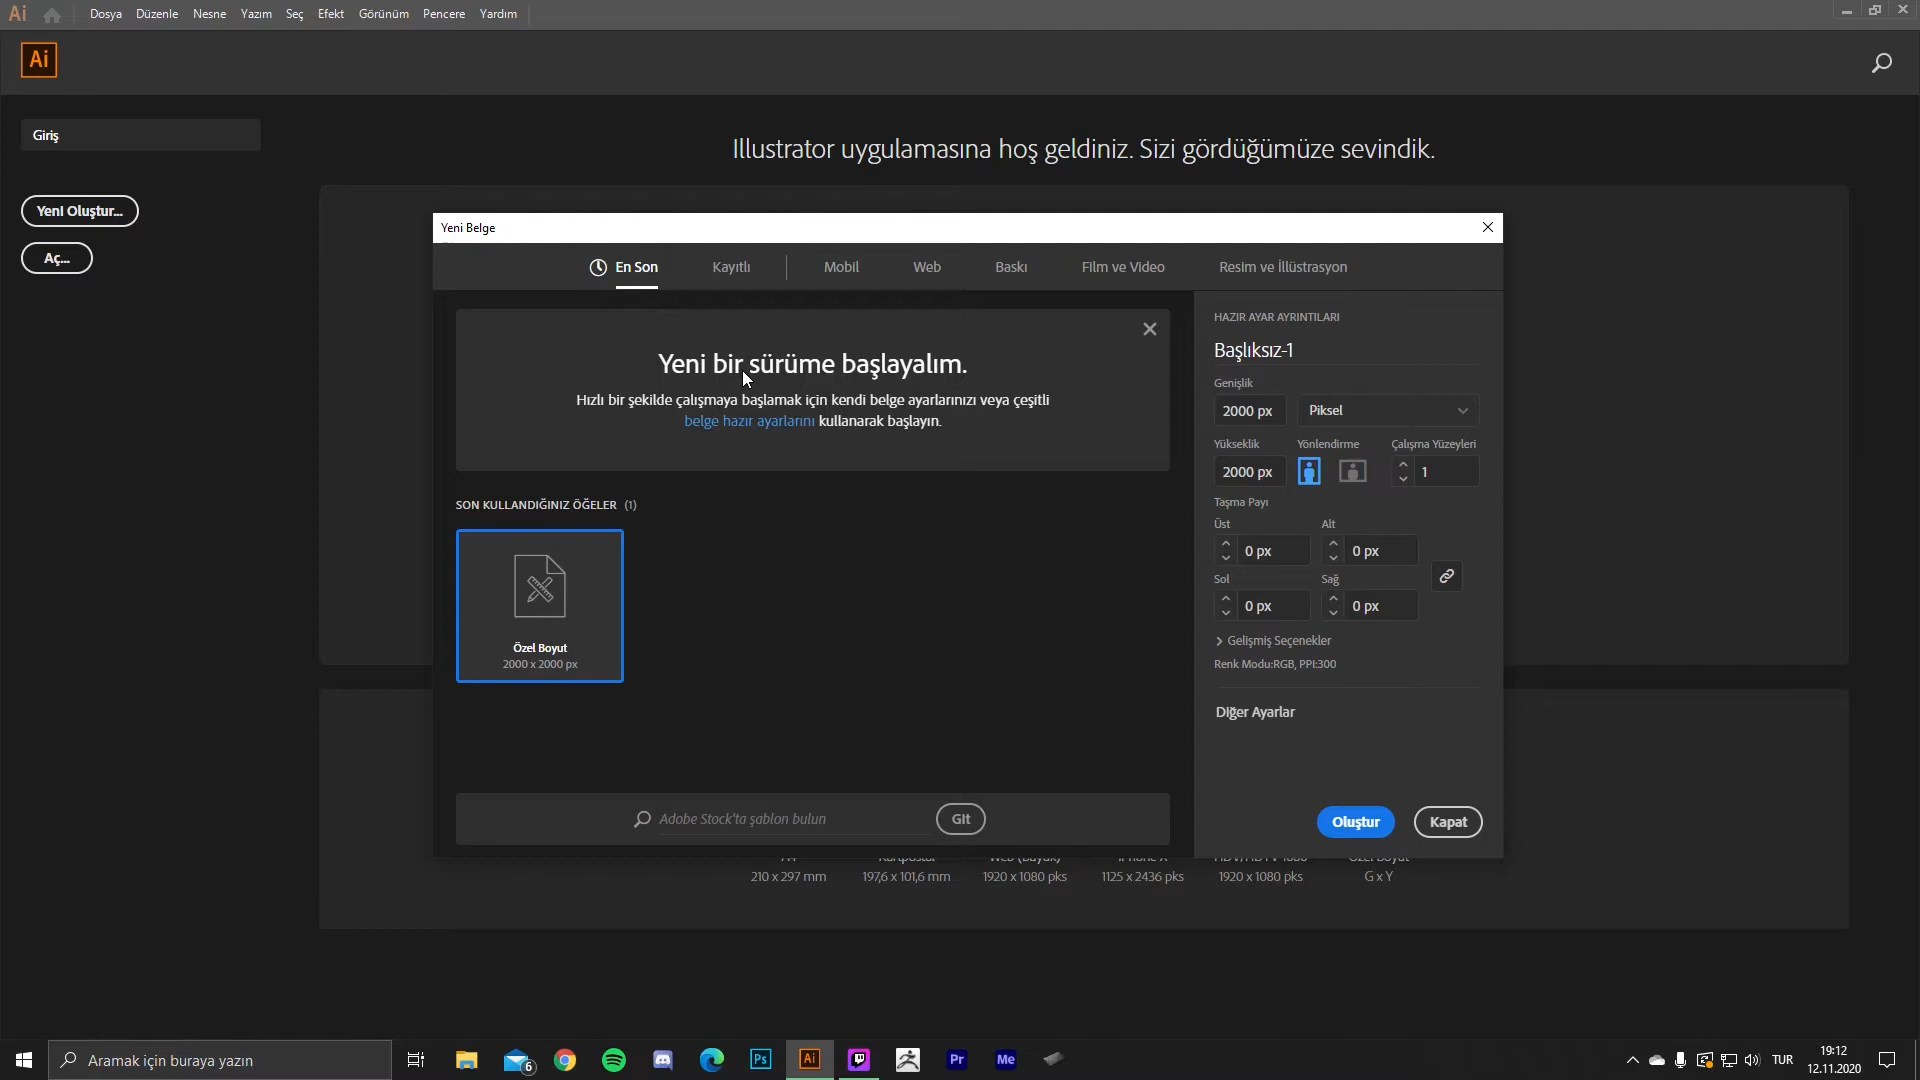 Ai
Dosya Düzenle Nesne Yazım Seç Efekt Görünüm Pencere Yardım
Ai
Giriş
Illustrator uygulamasına hoş geldiniz. Sizi gördüğümüze sevindik.
Yeni Oluştur...
Aç...
Yeni Belge
En Son Kayıtlı Mobil Web Baskı Film ve Video Resim ve İllüstrasyon
Yeni bir sürüme başlayalım.
Hızlı bir şekilde çalışmaya başlamak için kendi belge ayarlarınızı veya çeşitli
belge hazır ayarlarını kullanarak başlayın.
SON KULLANDIĞINIZ ÖĞELER (1)
Özel Boyut
2000 x 2000 px
Adobe Stock'ta şablon bulun
Git
HAZIR AYAR AYRINTILARI
Başlıksız-1
Genişlik
2000 px Piksel
Yükseklik Yönlendirme Çalışma Yüzeyleri
2000 px 1
Taşma Payı
Üst Alt
0 px 0 px
Sol Sağ
0 px 0 px
Gelişmiş Seçenekler
Renk Modu:RGB, PPI:300
Diğer Ayarlar
Oluştur Kapat
210 x 297 mm 197,6 x 101,6 mm 1920 x 1080 pks 1125 x 2436 pks 1920 x 1080 pks G x Y
Aramak için buraya yazın
6
Ps Ai Pr Me
TUR
19:12
12.11.2020